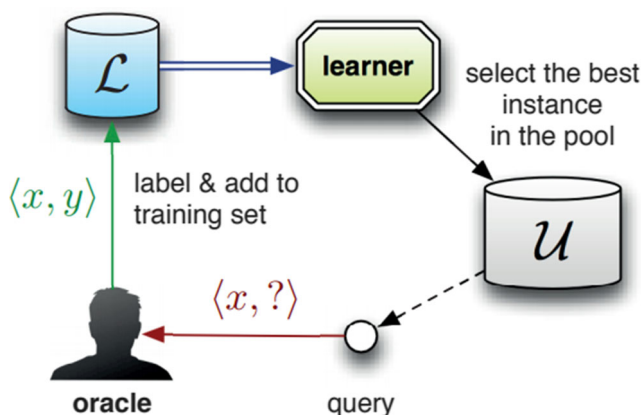 ℒ
learner
select the best
instance
in the pool
⟨x, y⟩
label & add to
training set
𝒰
⟨x, ?⟩
oracle
query